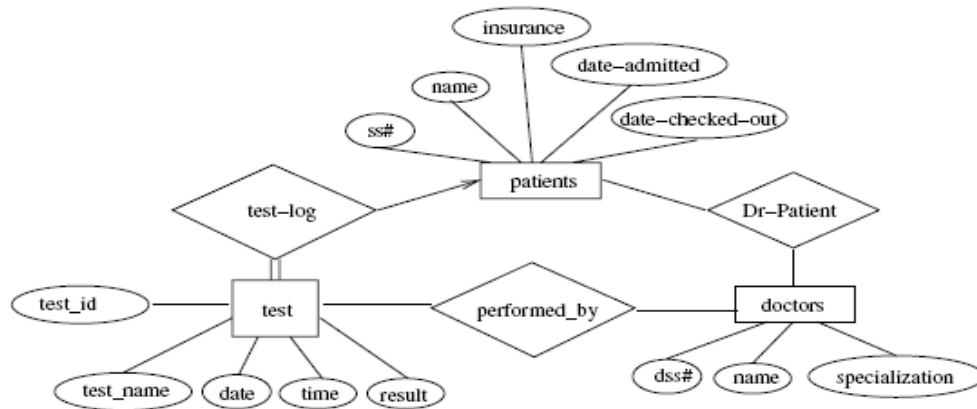 insurance
date-admitted
name
date-checked-out
ss#
patients
test-log
Dr-Patient
test_id
test
performed_by
doctors
test_name
date
time
result
dss#
name
specialization